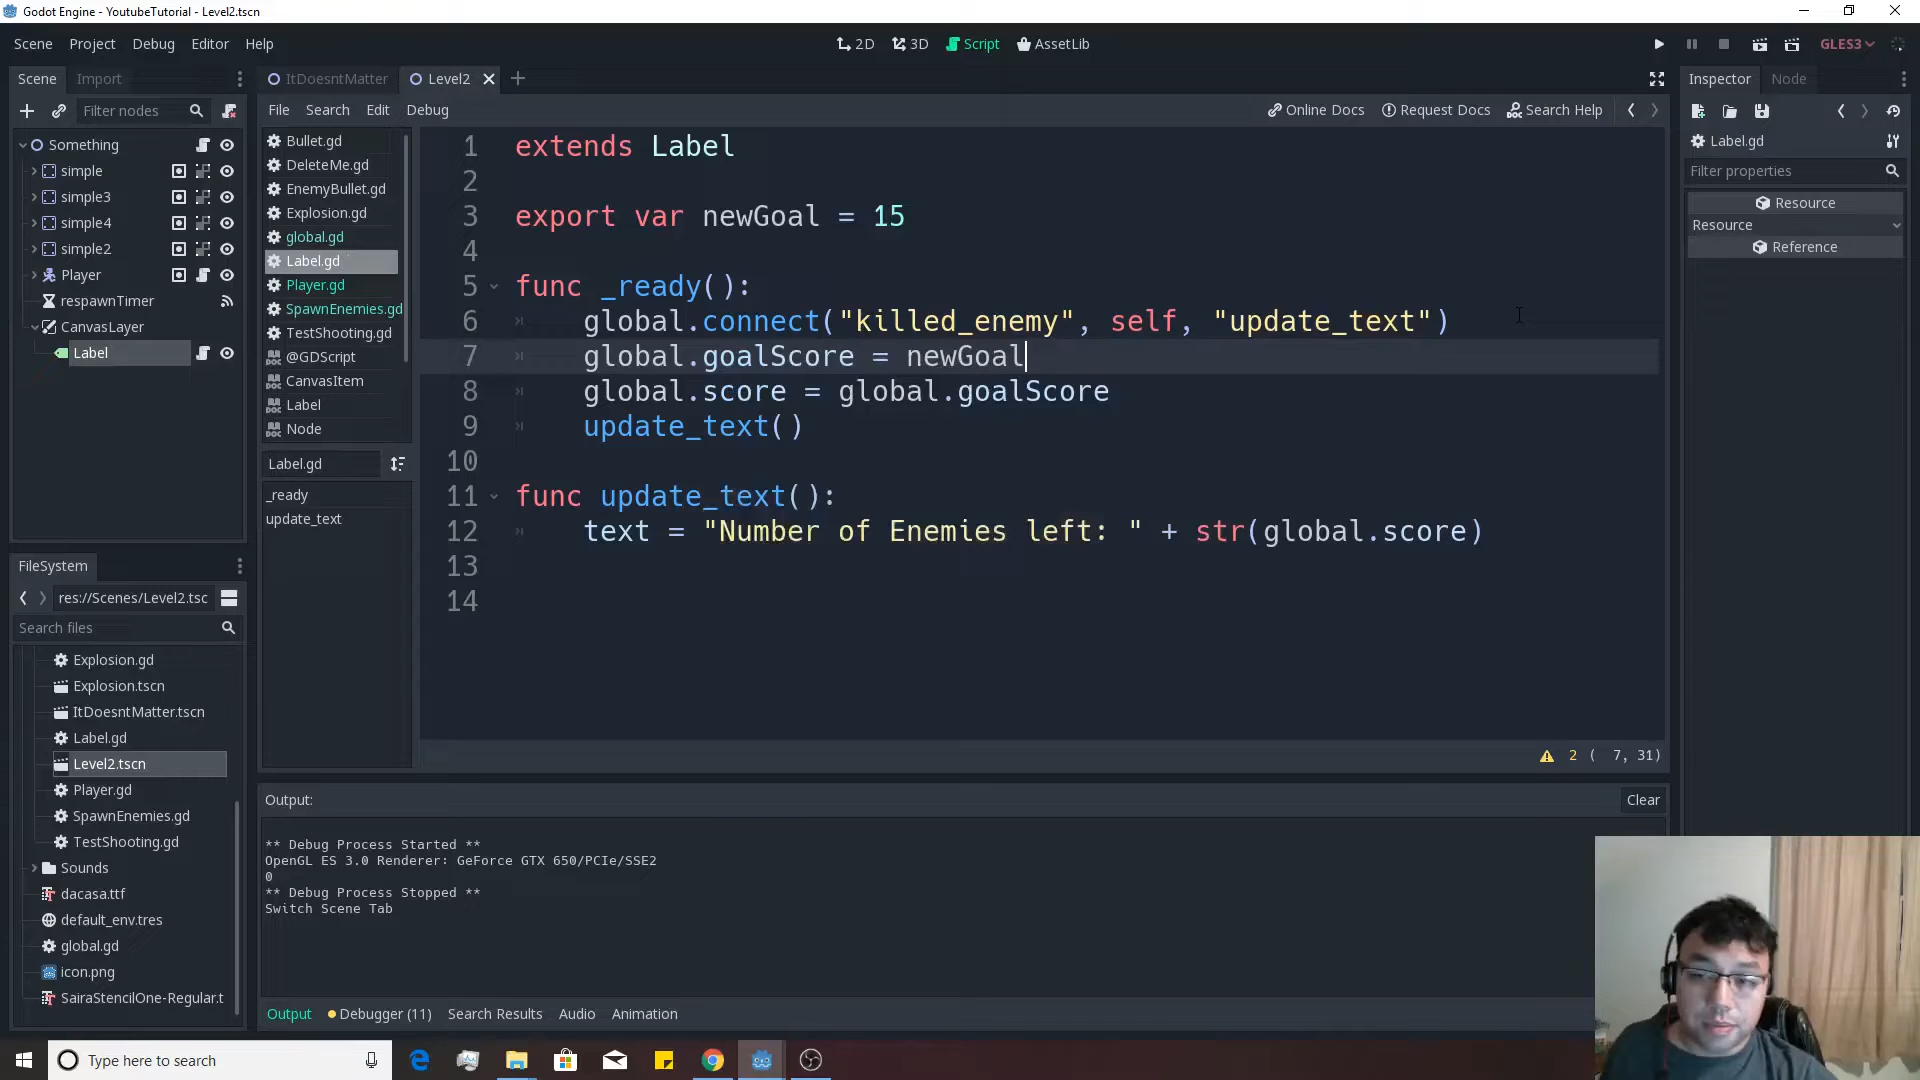 Godot Engine - YoutubeTutorial - Level2.tscn
Scene Project Debug Editor Help
2D 3D Script AssetLib
GLES3
Scene Import
ItDoesntMatter Level2
Inspector Node
Filter nodes
File Search Edit Debug
Online Docs Request Docs Search Help
Something
simple
simple3
simple4
simple2
Player
respawnTimer
CanvasLayer
Label
Bullet.gd
DeleteMe.gd
EnemyBullet.gd
Explosion.gd
global.gd
Label.gd
Player.gd
SpawnEnemies.gd
TestShooting.gd
@GDScript
CanvasItem
Label
Node
Label.gd
_ready
update_text
1 extends Label
2
3 export var newGoal = 15
4
5 func _ready():
6 global.connect("killed_enemy", self, "update_text")
7 global.goalScore = newGoal
8 global.score = global.goalScore
9 update_text()
10
11 func update_text():
12 text = "Number of Enemies left: " + str(global.score)
13
14
2 ( 7, 31)
Label.gd
Filter properties
Resource
Resource
Reference
FileSystem
res://Scenes/Level2.tsc
Search files
Explosion.gd
Explosion.tscn
ItDoesntMatter.tscn
Label.gd
Level2.tscn
Player.gd
SpawnEnemies.gd
TestShooting.gd
Sounds
dacasa.ttf
default_env.tres
global.gd
icon.png
SairaStencilOne-Regular.t
Output:
Clear
** Debug Process Started **
OpenGL ES 3.0 Renderer: GeForce GTX 650/PCIe/SSE2
0
** Debug Process Stopped **
Switch Scene Tab
Output Debugger (11) Search Results Audio Animation
Type here to search